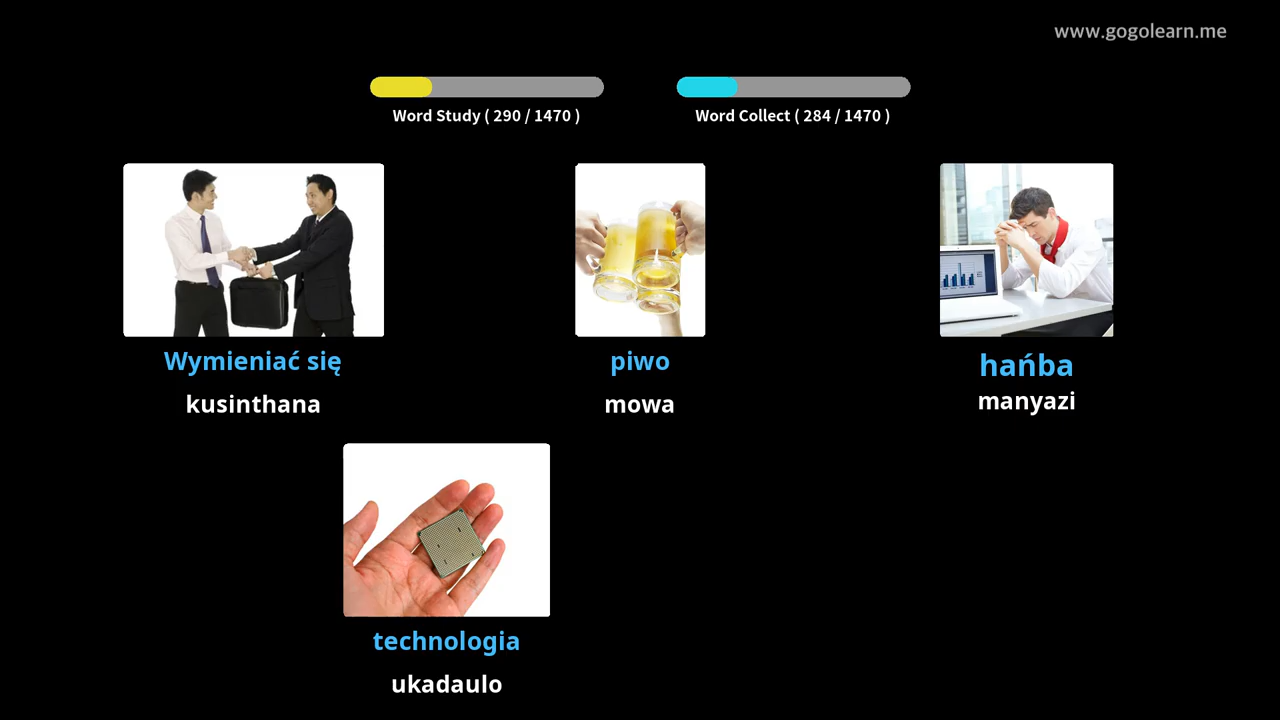 www.gogolearn.me
Word Study ( 290 / 1470 )
Word Collect ( 284 / 1470 )
Wymieniać się
kusinthana
piwo
mowa
hańba
manyazi
technologia
ukadaulo